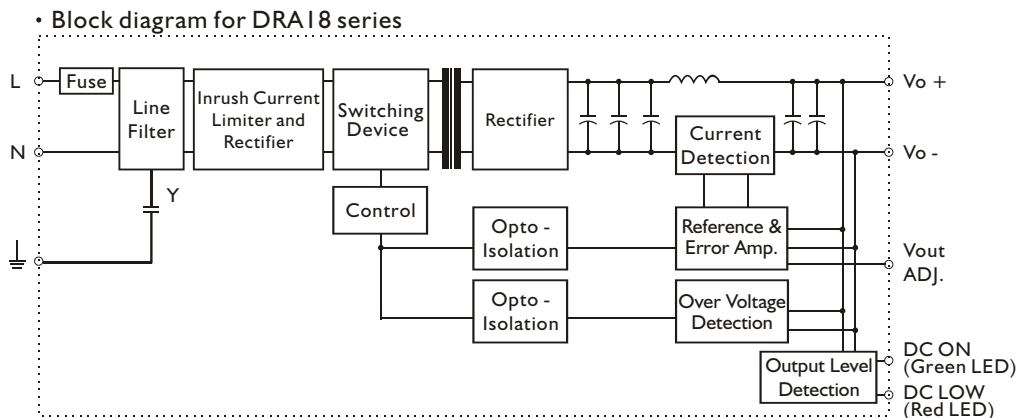 • Block diagram for DRA18 series
L
Fuse
Line
Filter
Inrush Current
Limiter and
Rectifier
Switching
Device
Rectifier
Current
Detection
Vo +
N
Vo -
Y
Control
Opto -
Isolation
Reference &
Error Amp.
Vout
ADJ.
Opto -
Isolation
Over Voltage
Detection
Output Level
Detection
DC ON
(Green LED)
DC LOW
(Red LED)